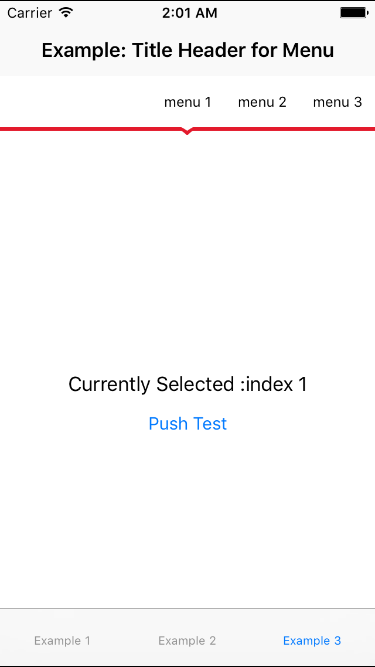 Carrier 2:01 AM
Example: Title Header for Menu
menu 1 menu 2 menu 3
Currently Selected :index 1
Push Test
Example 1 Example 2 Example 3